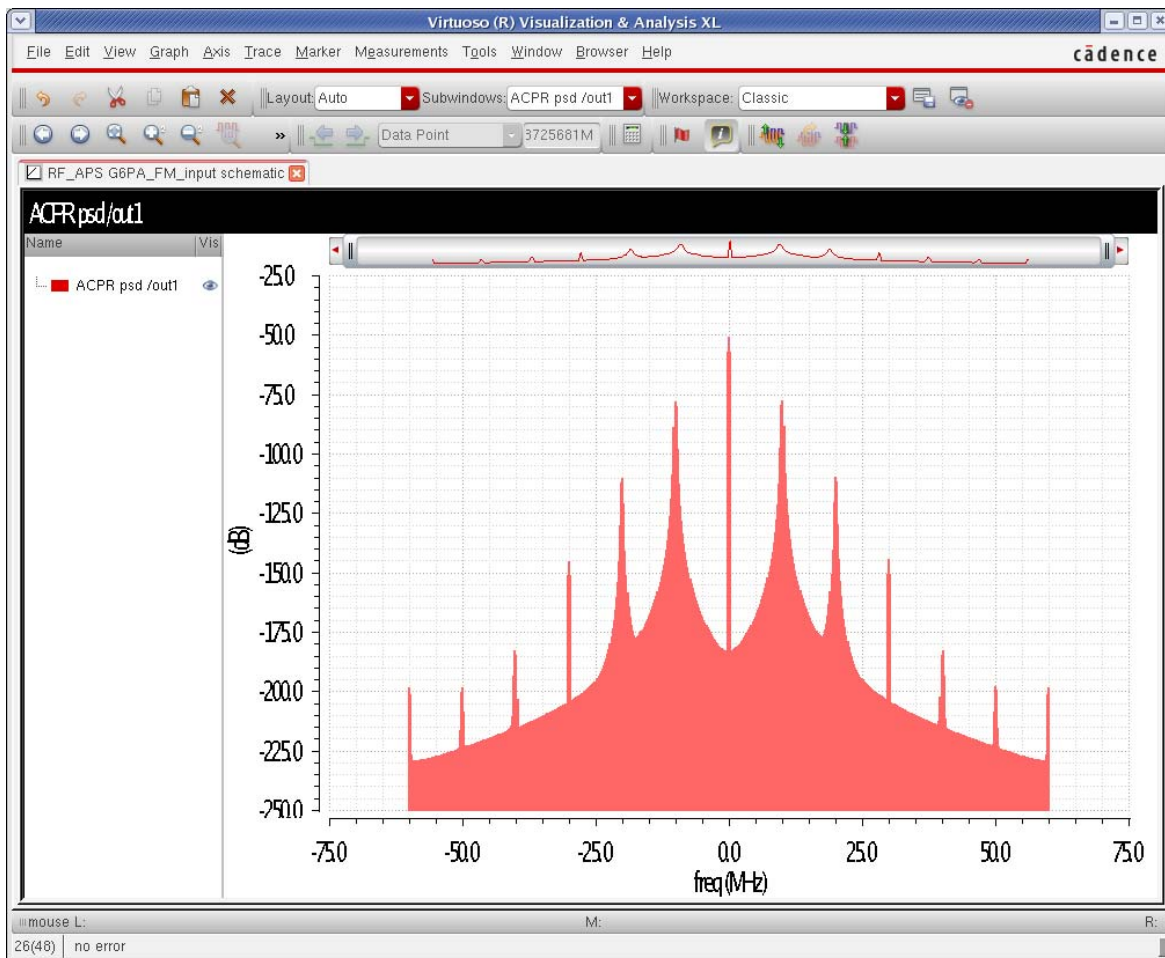 Virtuoso (R) Visualization & Analysis XL
File Edit View Graph Axis Trace Marker Measurements Tools Window Browser Help
cādence
Layout: Auto Subwindows: ACPR psd /out1 Workspace: Classic
» Data Point 3725681M
RF_APS G6PA_FM_input schematic
ACPR psd /out1
Name Vis
ACPR psd /out1
-25.0
-50.0
-75.0
-100.0
-125.0
-150.0
-175.0
-200.0
-225.0
-250.0
(dB)
-75.0 -50.0 -25.0 0.0 25.0 50.0 75.0
freq (MHz)
mouse L: M: R:
26(48) no error